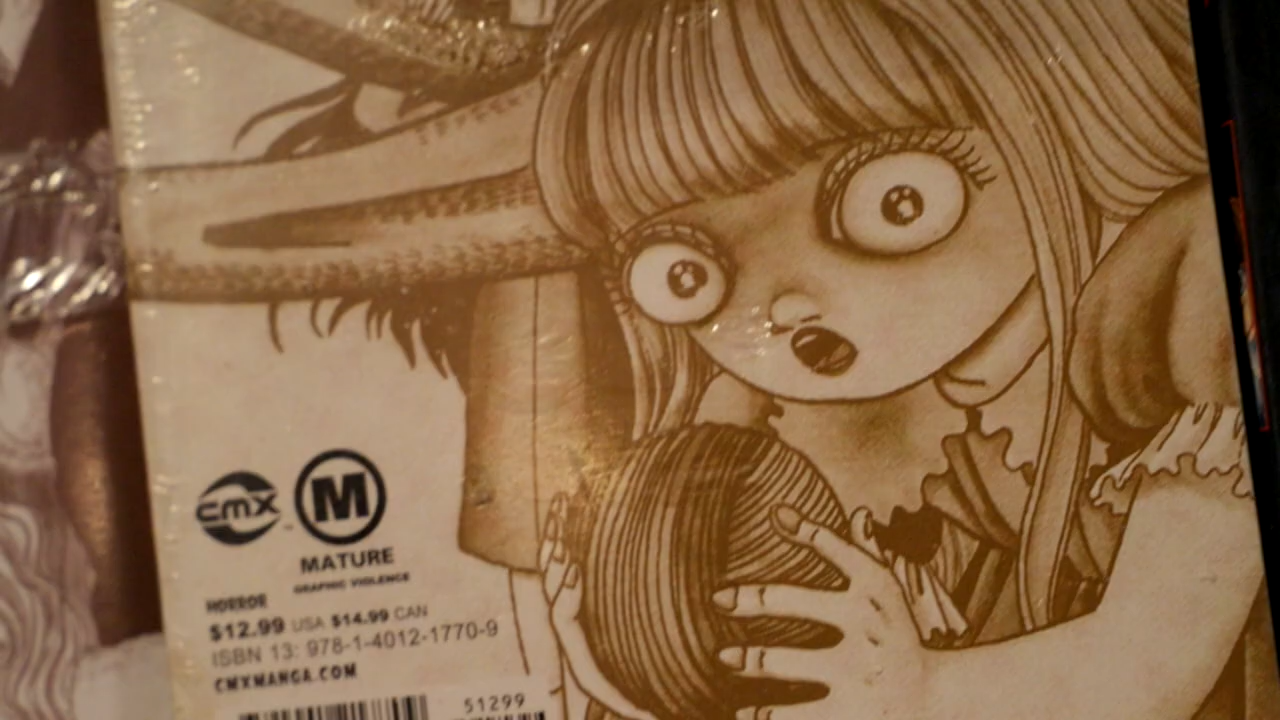 CMX
M
MATURE
GRAPHIC VIOLENCE
HORROR
$12.99 USA $14.99 CAN
ISBN 13: 978-1-4012-1770-9
CMXMANGA.COM
51299